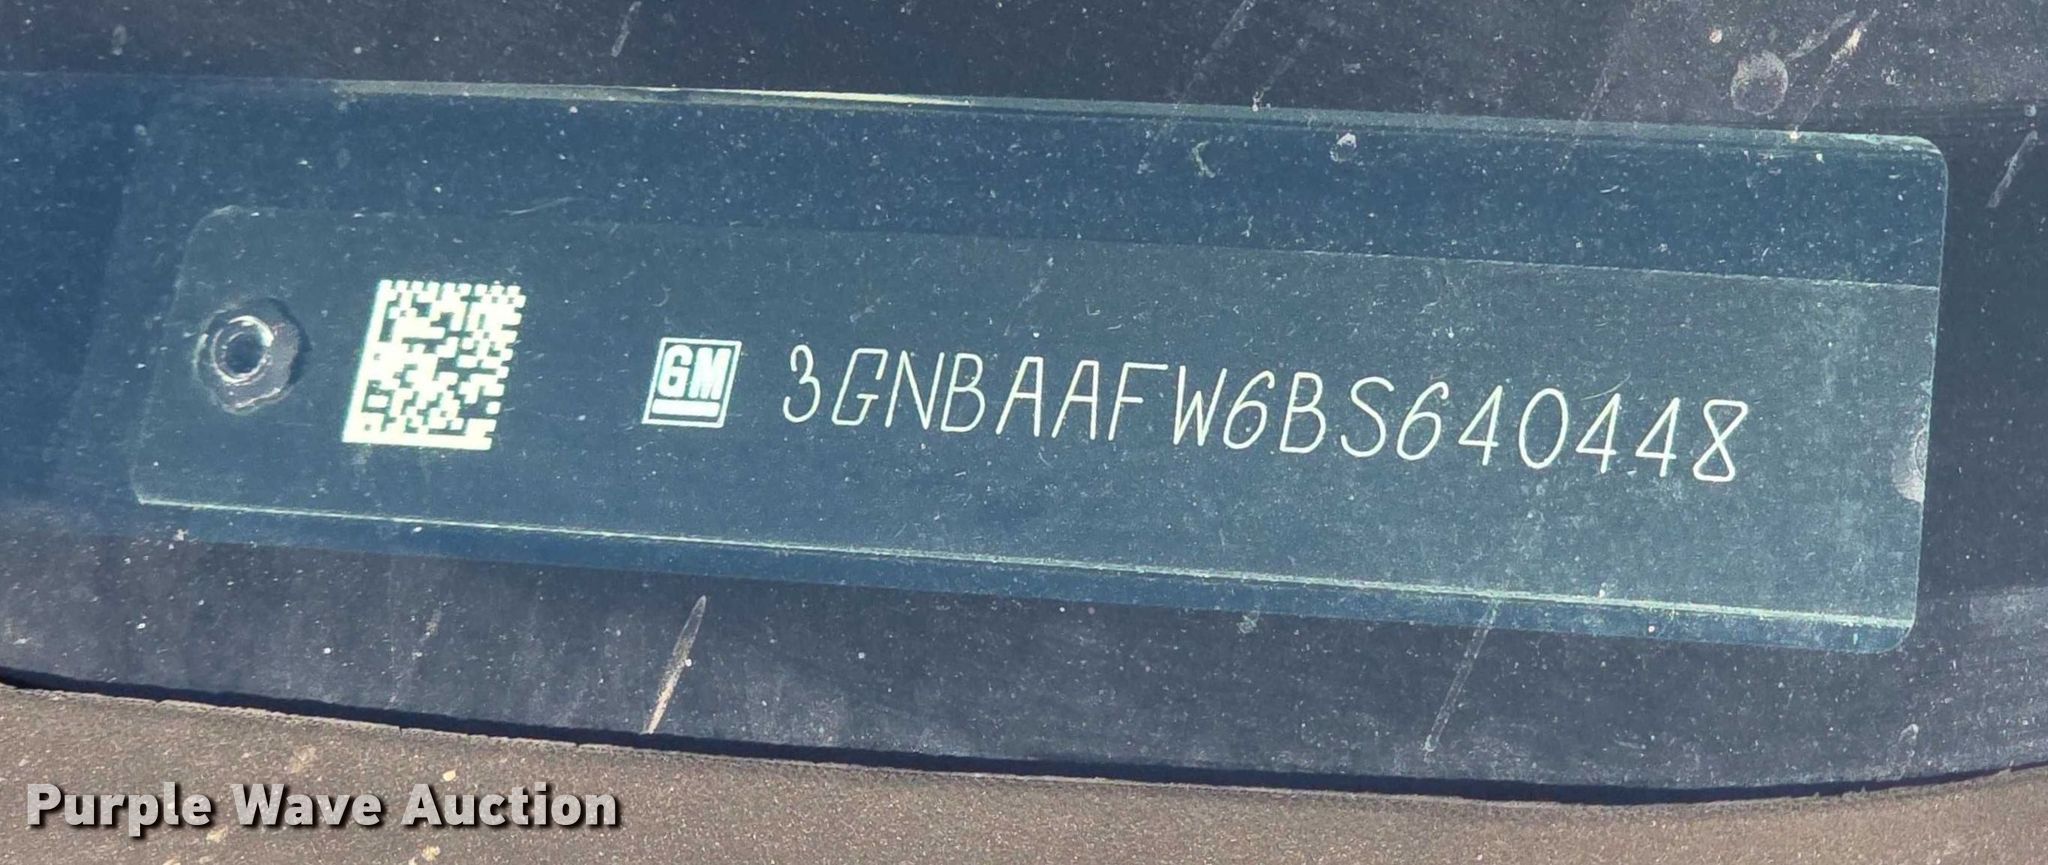 GM 3GNBAAFW6BS640448
Purple Wave Auction